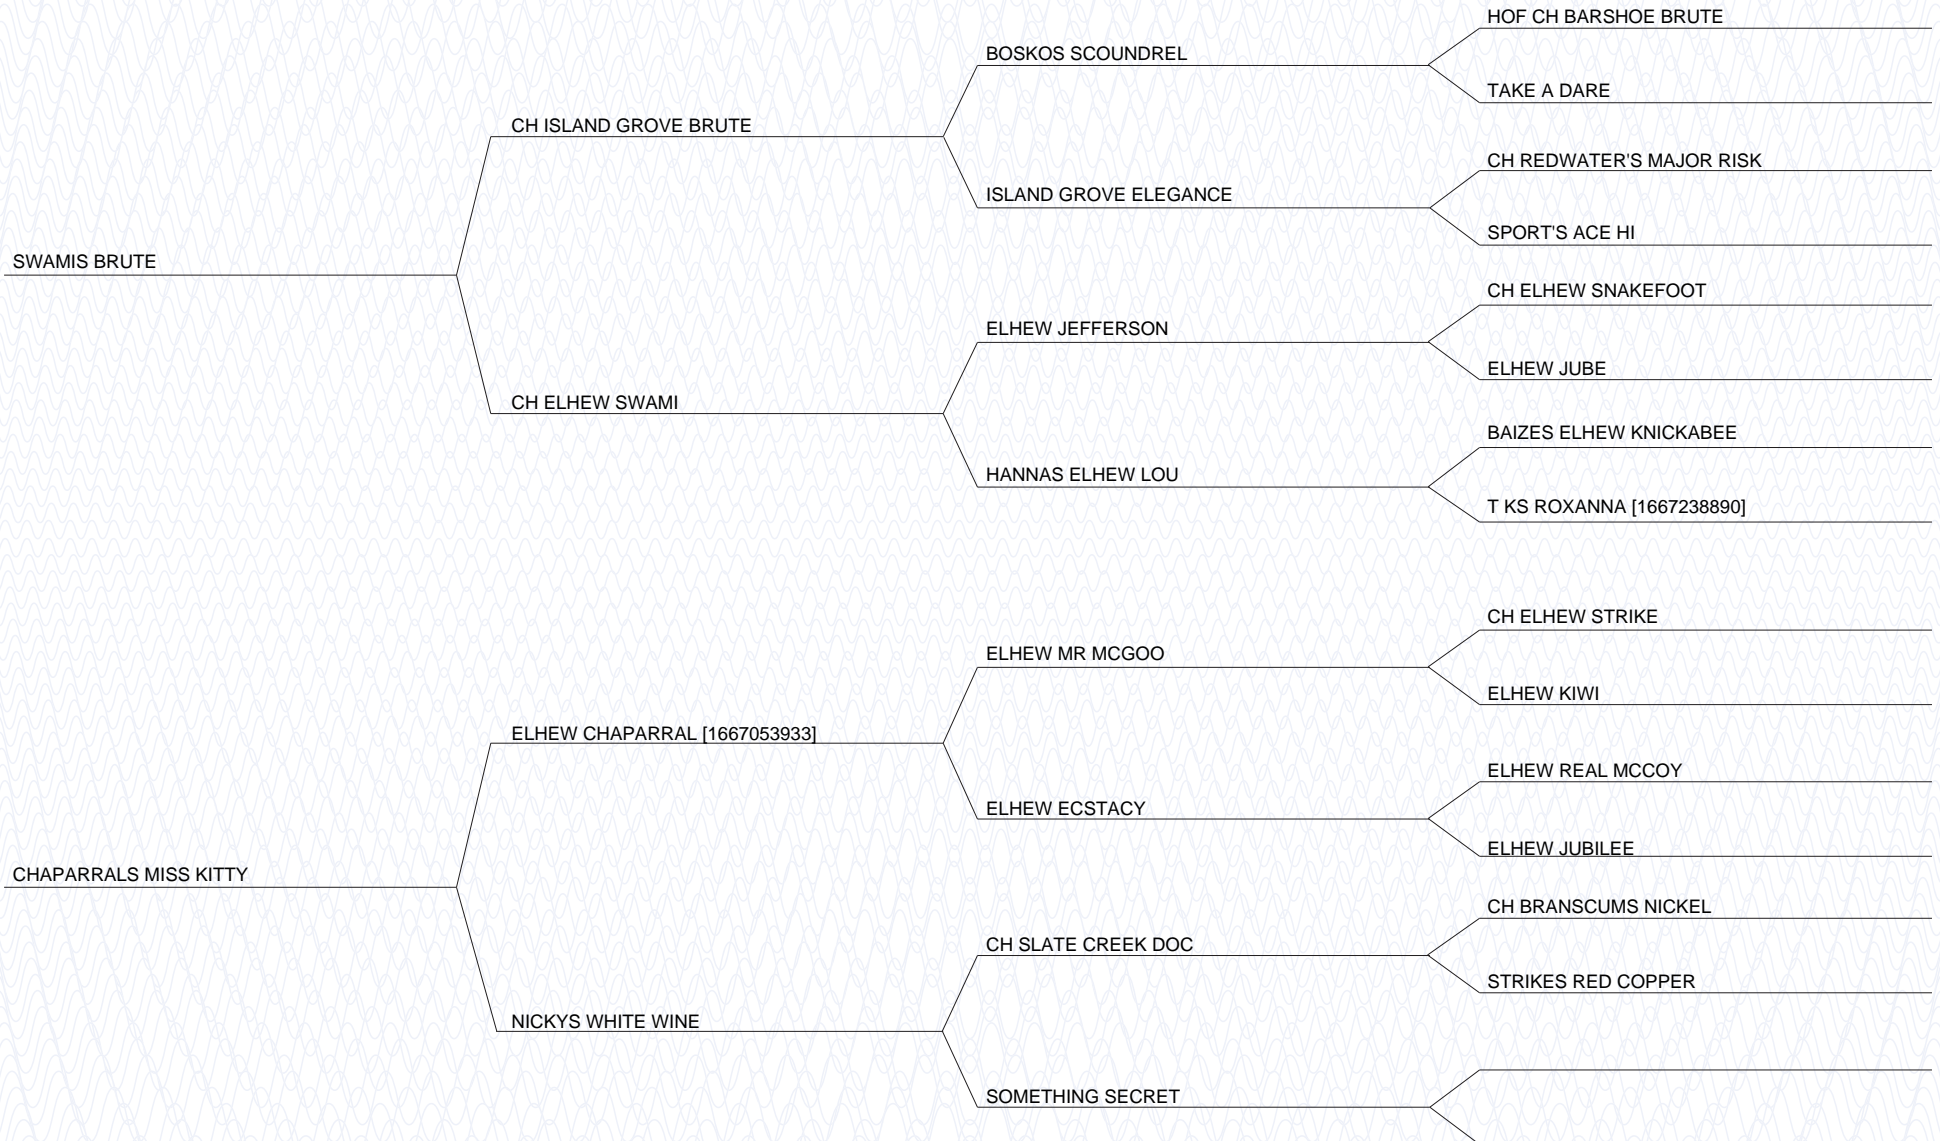 HOF CH BARSHOE BRUTE
BOSKOS SCOUNDREL
TAKE A DARE
CH ISLAND GROVE BRUTE
CH REDWATER'S MAJOR RISK
ISLAND GROVE ELEGANCE
SPORT'S ACE HI
SWAMIS BRUTE
CH ELHEW SNAKEFOOT
ELHEW JEFFERSON
ELHEW JUBE
CH ELHEW SWAMI
BAIZES ELHEW KNICKABEE
HANNAS ELHEW LOU
T KS ROXANNA [1667238890]
CH ELHEW STRIKE
ELHEW MR MCGOO
ELHEW KIWI
ELHEW CHAPARRAL [1667053933]
ELHEW REAL MCCOY
ELHEW ECSTACY
ELHEW JUBILEE
CHAPARRALS MISS KITTY
CH BRANSCUMS NICKEL
CH SLATE CREEK DOC
STRIKES RED COPPER
NICKYS WHITE WINE
SOMETHING SECRET